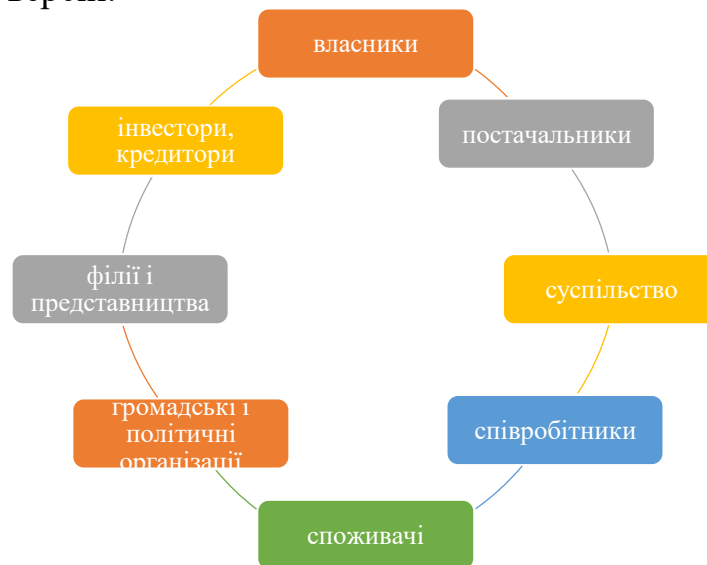 власники
інвестори,
кредитори
постачальники
філії і
представництва
суспільство
громадські і
політичні
організації
співробітники
споживачі